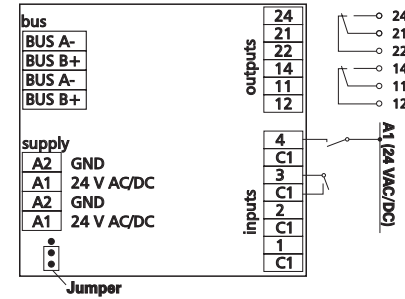 bus
BUS A-
BUS B+
BUS A-
BUS B+
supply
A2 GND
A1 24 V AC/DC
A2 GND
A1 24 V AC/DC
Jumper
outputs
24
21
22
14
11
12
inputs
4
C1
3
C1
2
C1
1
C1
24
21
22
14
11
12
A1 (24 VAC/DC)